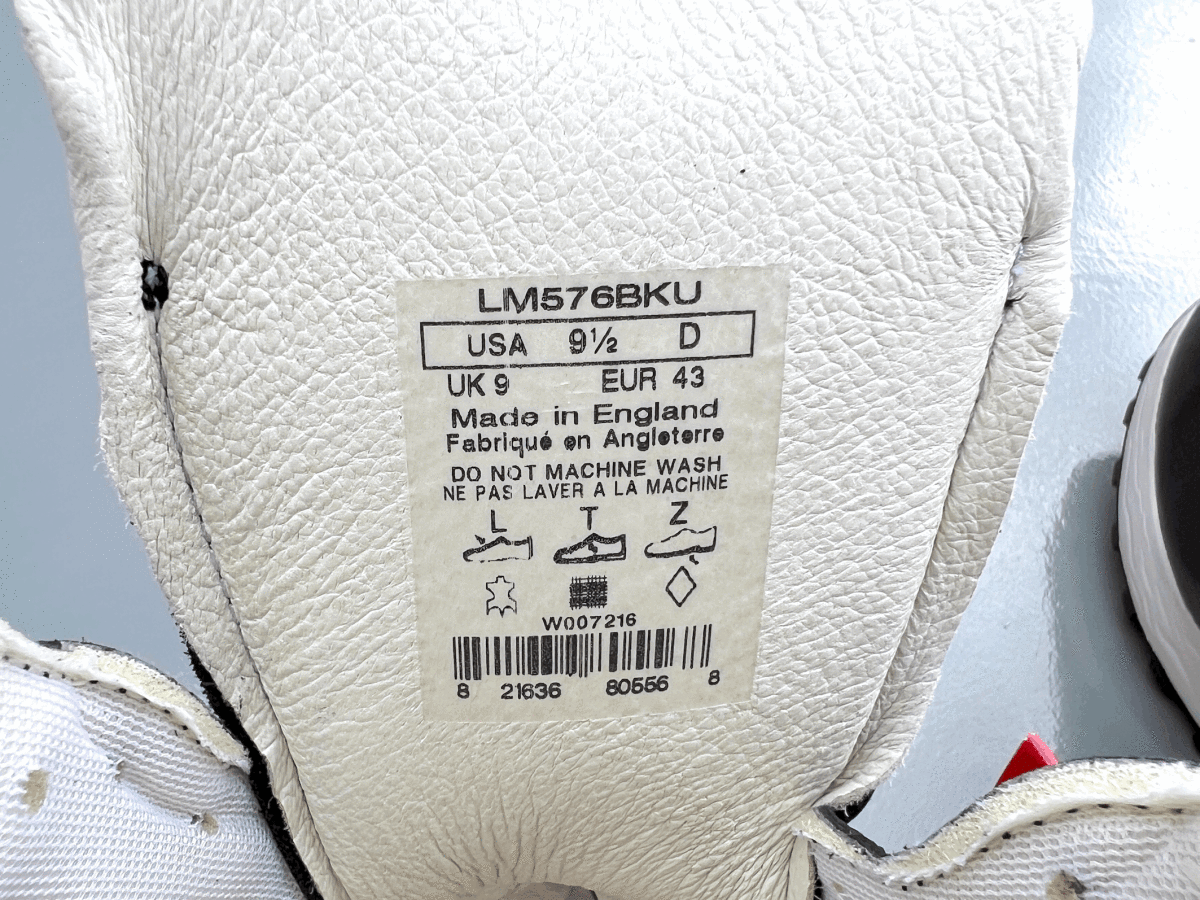 LM576BKU
USA 9½ D
UK 9 EUR 43
Made in England
Fabriqué en Angleterre
DO NOT MACHINE WASH
NE PAS LAVER A LA MACHINE
L T Z
W007216
8 21636 80556 8